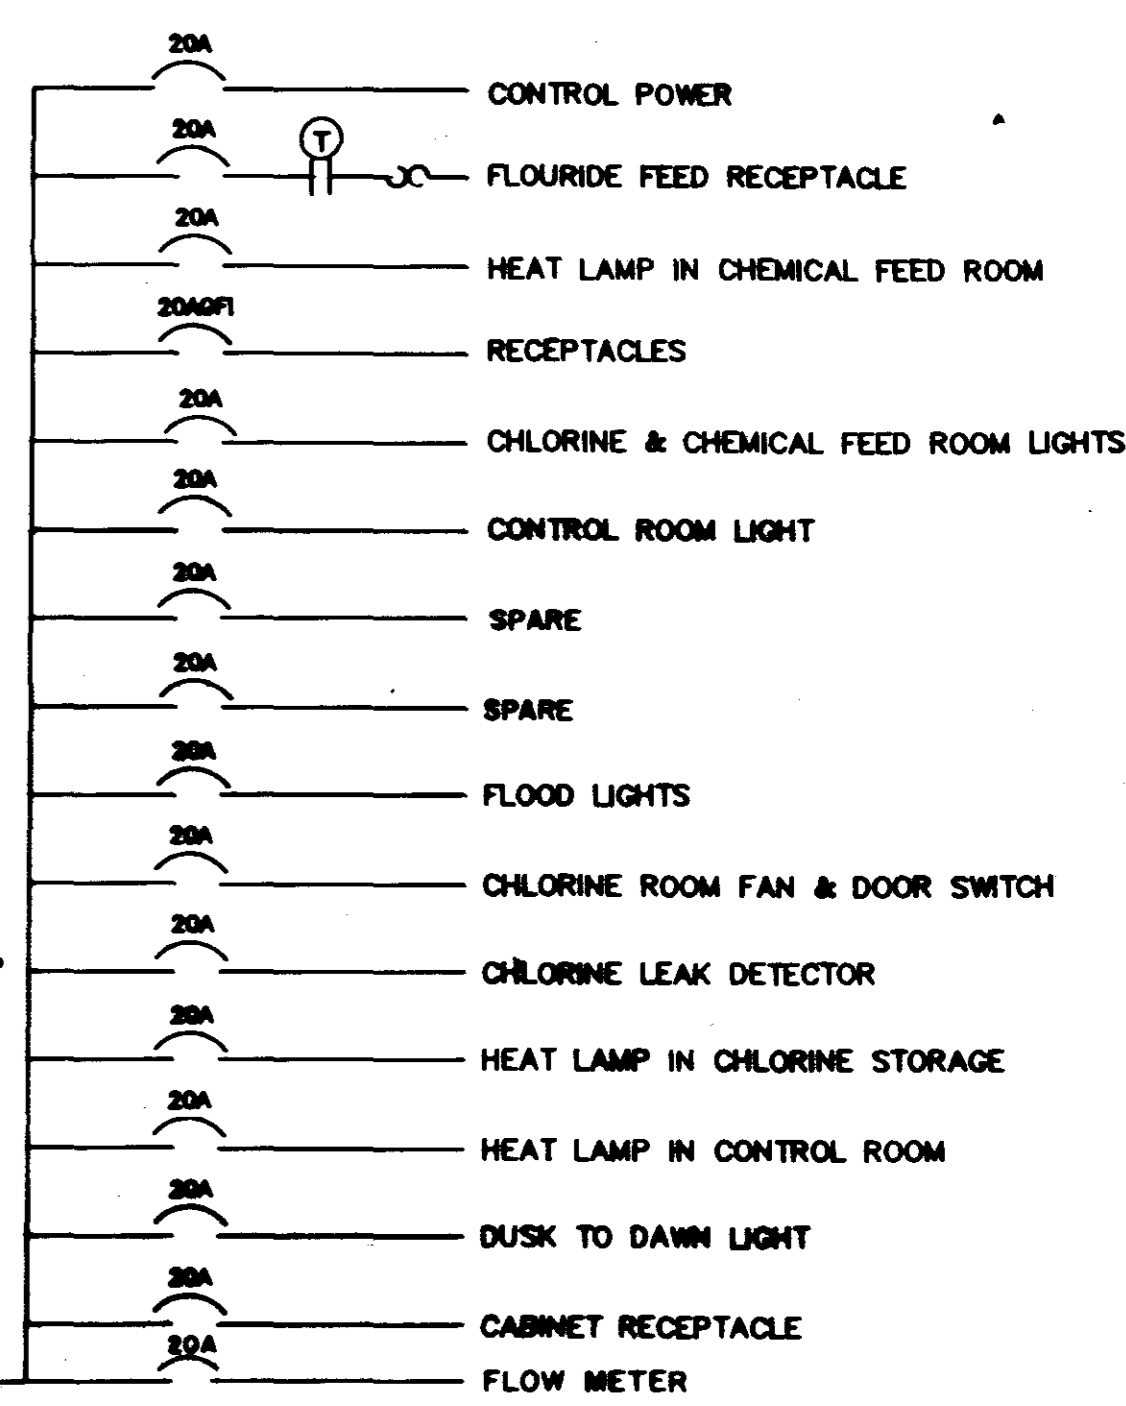 20A
CONTROL POWER
20A
T
FLOURIDE FEED RECEPTACLE
20A
HEAT LAMP IN CHEMICAL FEED ROOM
20AGFI
RECEPTACLES
20A
CHLORINE & CHEMICAL FEED ROOM LIGHTS
20A
CONTROL ROOM LIGHT
20A
SPARE
20A
SPARE
20A
FLOOD LIGHTS
20A
CHLORINE ROOM FAN & DOOR SWITCH
20A
CHLORINE LEAK DETECTOR
20A
HEAT LAMP IN CHLORINE STORAGE
20A
HEAT LAMP IN CONTROL ROOM
20A
DUSK TO DAWN LIGHT
20A
CABINET RECEPTACLE
20A
FLOW METER